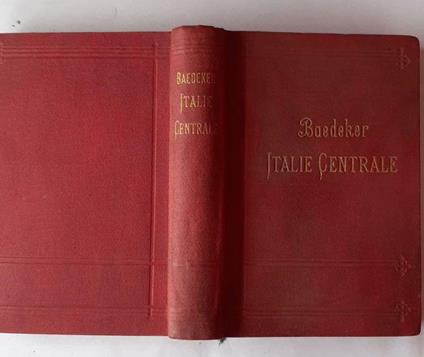 BAEDEKER
ITALIE
CENTRALE
Baedeker
ITALIE CENTRALE